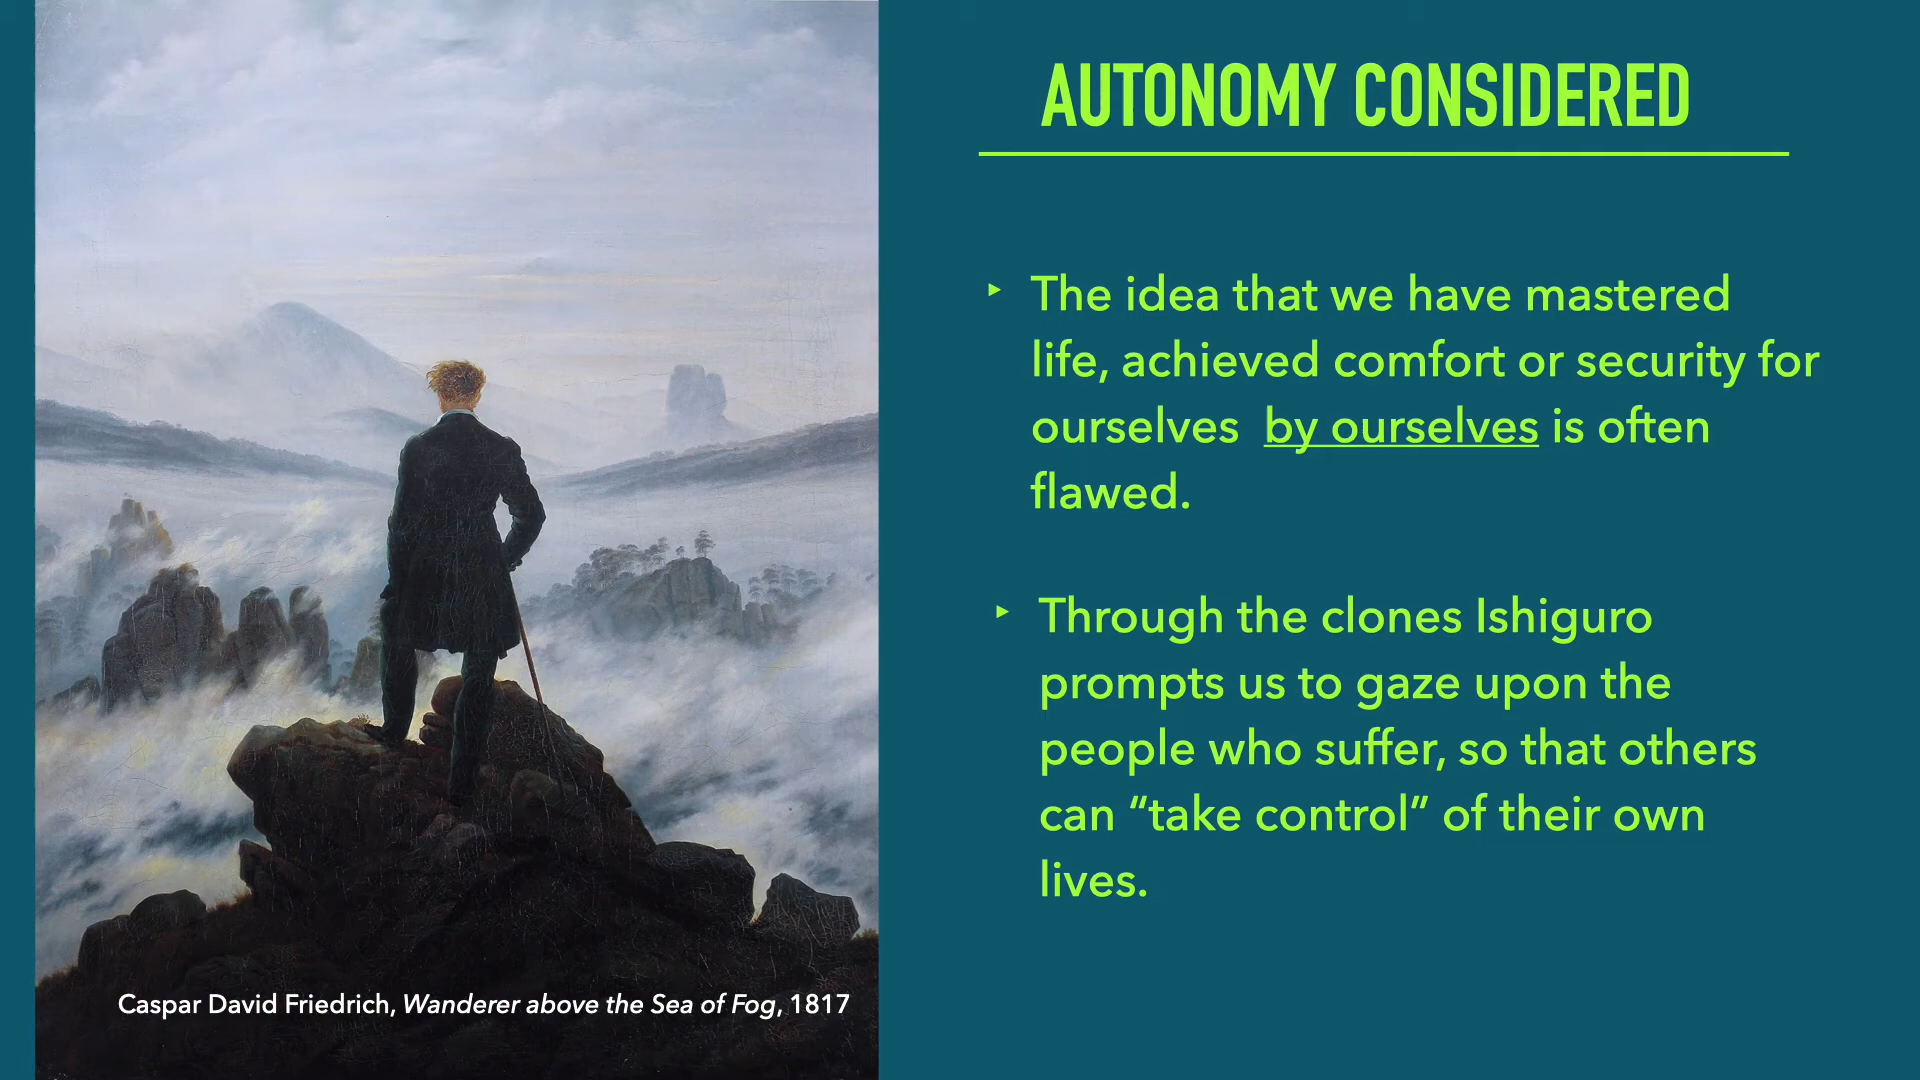 AUTONOMY CONSIDERED
‣ The idea that we have mastered
life, achieved comfort or security for
ourselves by ourselves is often
flawed.
‣ Through the clones Ishiguro
prompts us to gaze upon the
people who suffer, so that others
can “take control” of their own
lives.
Caspar David Friedrich, Wanderer above the Sea of Fog, 1817